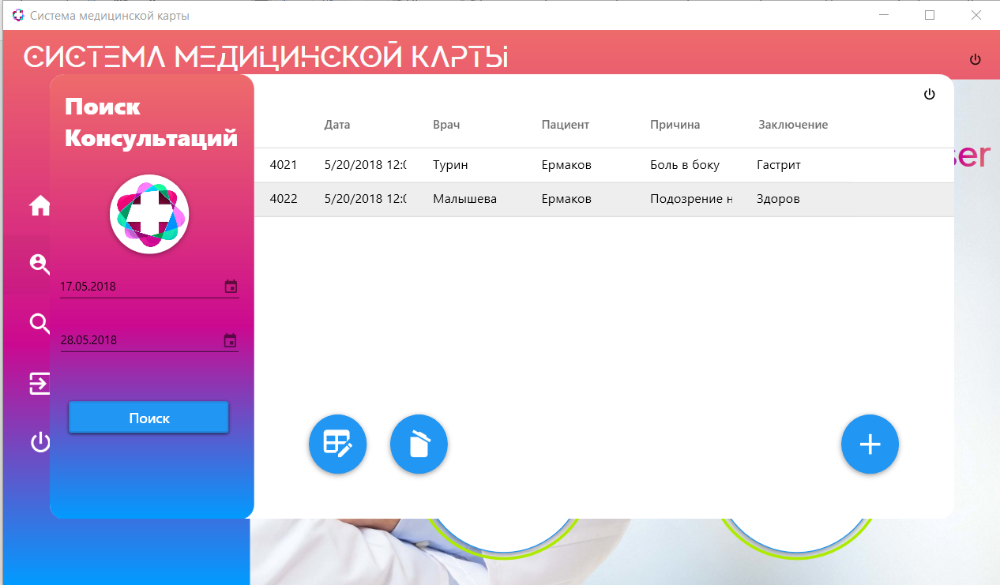 Система медицинской карты
СИСТЕМА МЕДИЦИНСКОЙ КАРТЫ
Поиск
Консультаций
Дата Врач Пациент Причина Заключение
4021 5/20/2018 12:0 Турин Ермаков Боль в боку Гастрит
ser
4022 5/20/2018 12:0 Малышева Ермаков Подозрение н Здоров
17.05.2018
28.05.2018
Поиск